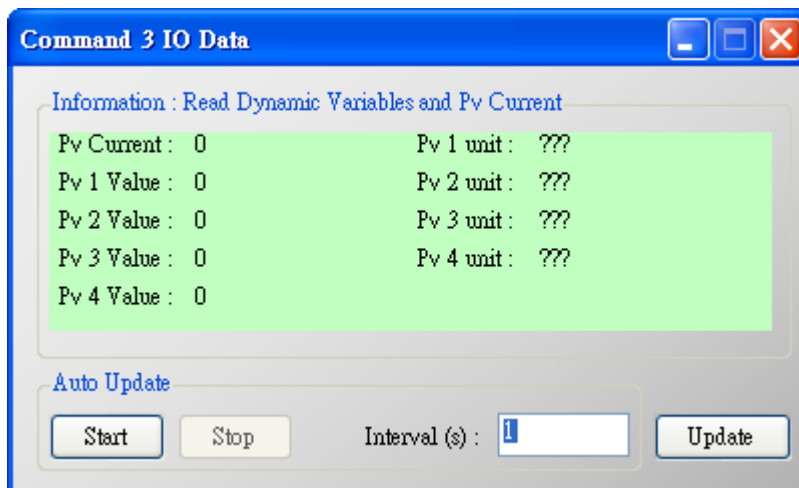 Command 3 IO Data
Information : Read Dynamic Variables and Pv Current
Pv Current : 0 Pv 1 unit : ???
Pv 1 Value : 0 Pv 2 unit : ???
Pv 2 Value : 0 Pv 3 unit : ???
Pv 3 Value : 0 Pv 4 unit : ???
Pv 4 Value : 0
Auto Update
Start Stop Interval (s) : 1 Update